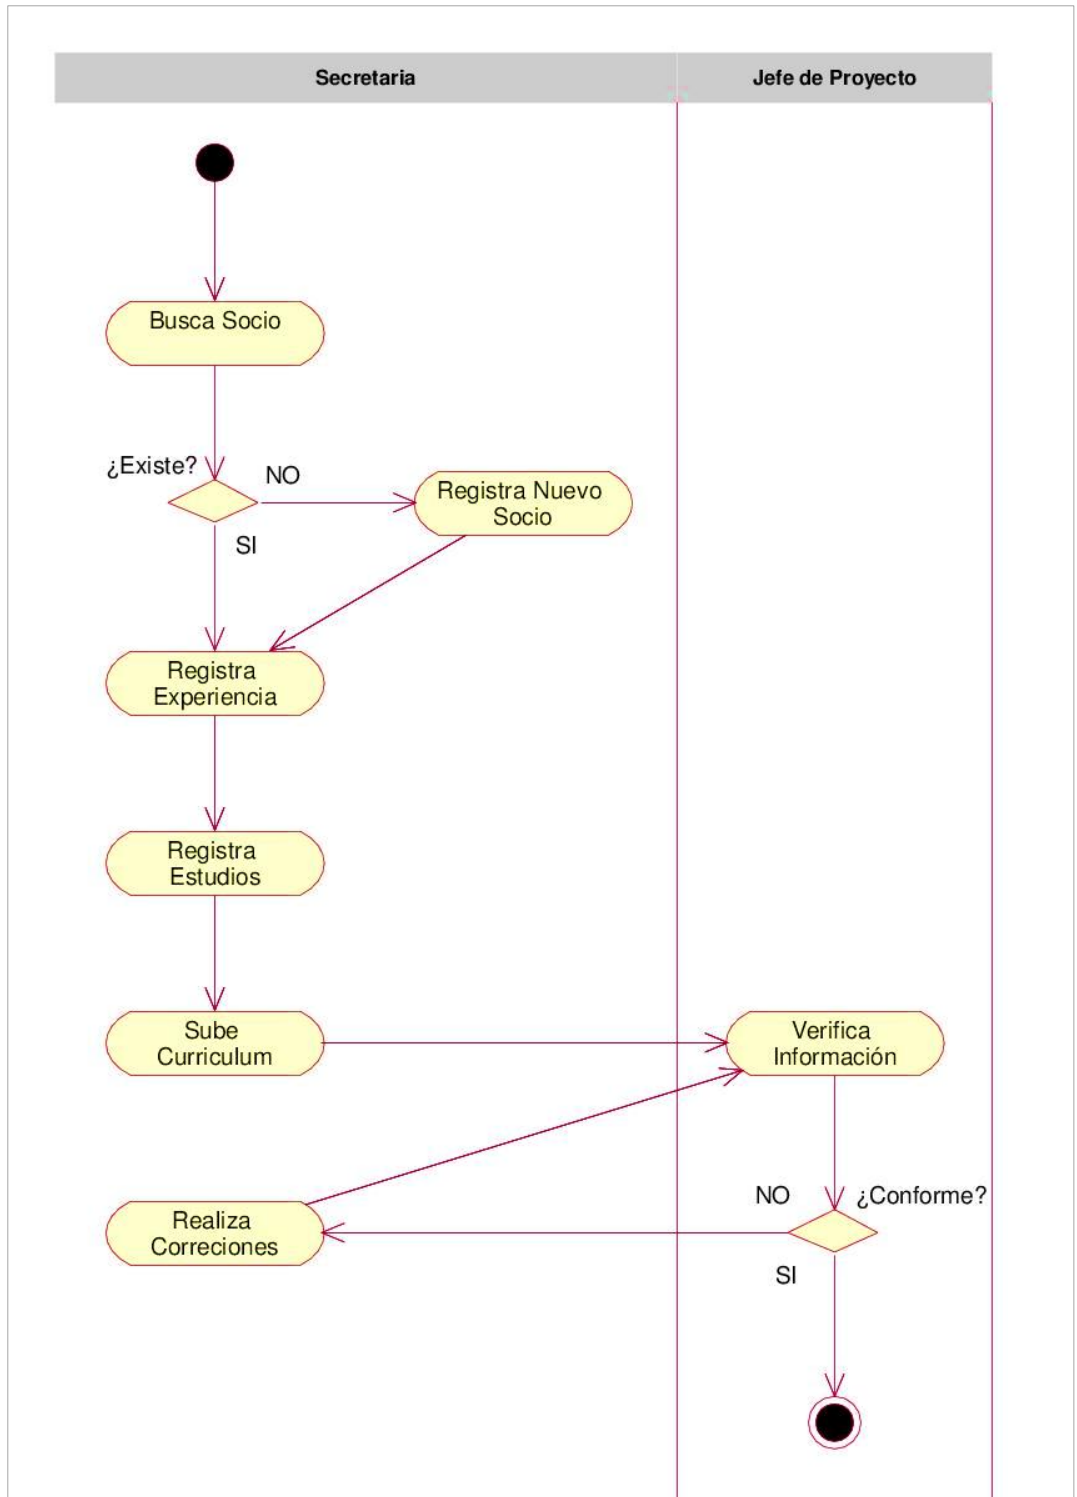 Secretaria
Jefe de Proyecto
Busca Socio
¿Existe?
NO
Registra Nuevo
Socio
SI
Registra
Experiencia
Registra
Estudios
Sube
Curriculum
Verifica
Información
NO
¿Conforme?
Realiza
Correciones
SI